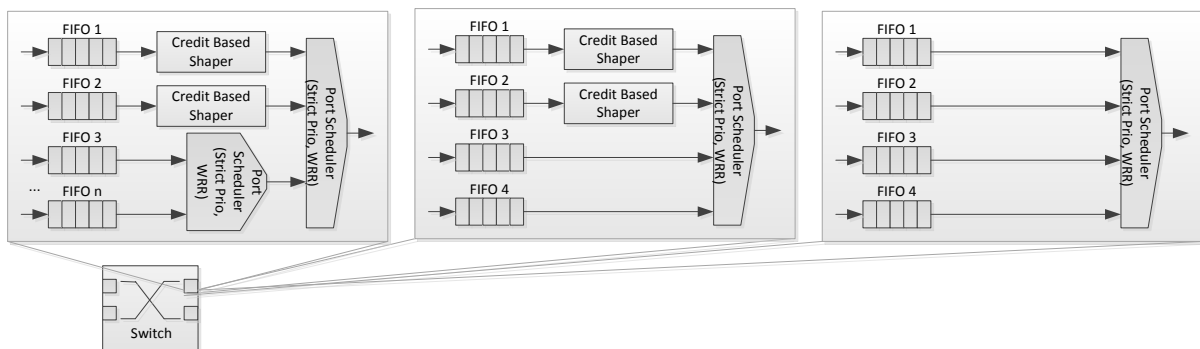 FIFO 1
Credit Based
Shaper
FIFO 2
Credit Based
Shaper
FIFO 3
...
FIFO n
Port
Scheduler
(Strict Prio,
WRR)
Port Scheduler
(Strict Prio, WRR)
FIFO 1
Credit Based
Shaper
FIFO 2
Credit Based
Shaper
FIFO 3
FIFO 4
Port Scheduler
(Strict Prio, WRR)
FIFO 1
FIFO 2
FIFO 3
FIFO 4
Port Scheduler
(Strict Prio, WRR)
Switch